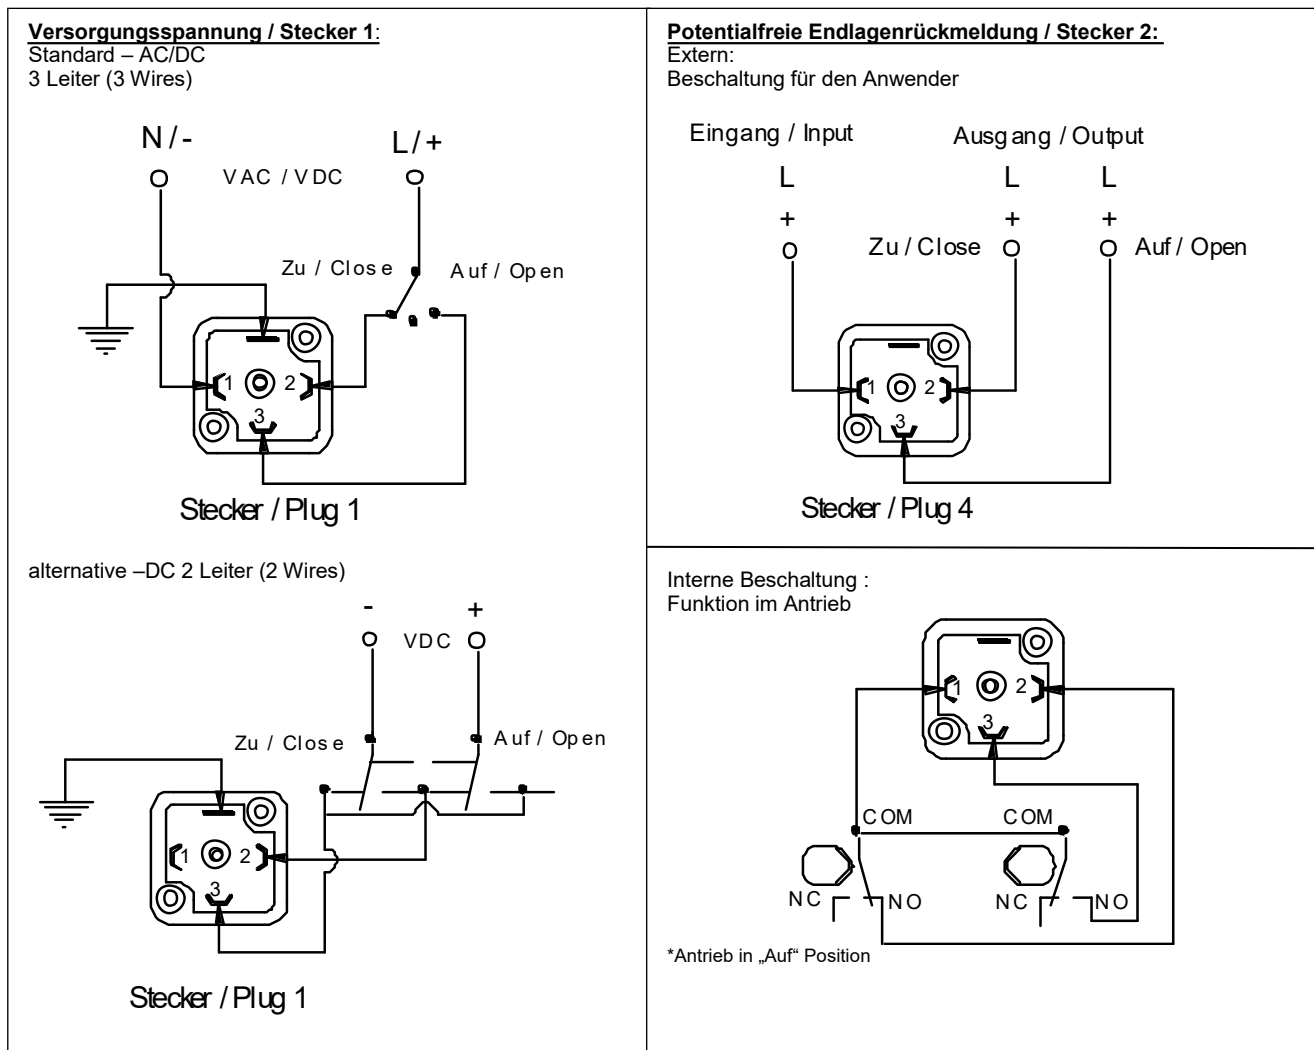 Versorgungsspannung / Stecker 1:
Standard – AC/DC
3 Leiter (3 Wires)
N / -
L / +
VAC / VDC
Zu / Close
Auf / Open
1
2
3
Stecker / Plug 1
alternative –DC 2 Leiter (2 Wires)
-
+
VDC
Zu / Close
Auf / Open
1
2
3
Stecker / Plug 1
Potentialfreie Endlagenrückmeldung / Stecker 2:
Extern:
Beschaltung für den Anwender
Eingang / Input
Ausgang / Output
L
L
L
+
+
+
Zu / Close
Auf / Open
1
2
3
Stecker / Plug 4
Interne Beschaltung :
Funktion im Antrieb
1
2
3
COM
COM
NC
NO
NC
NO
*Antrieb in „Auf“ Position